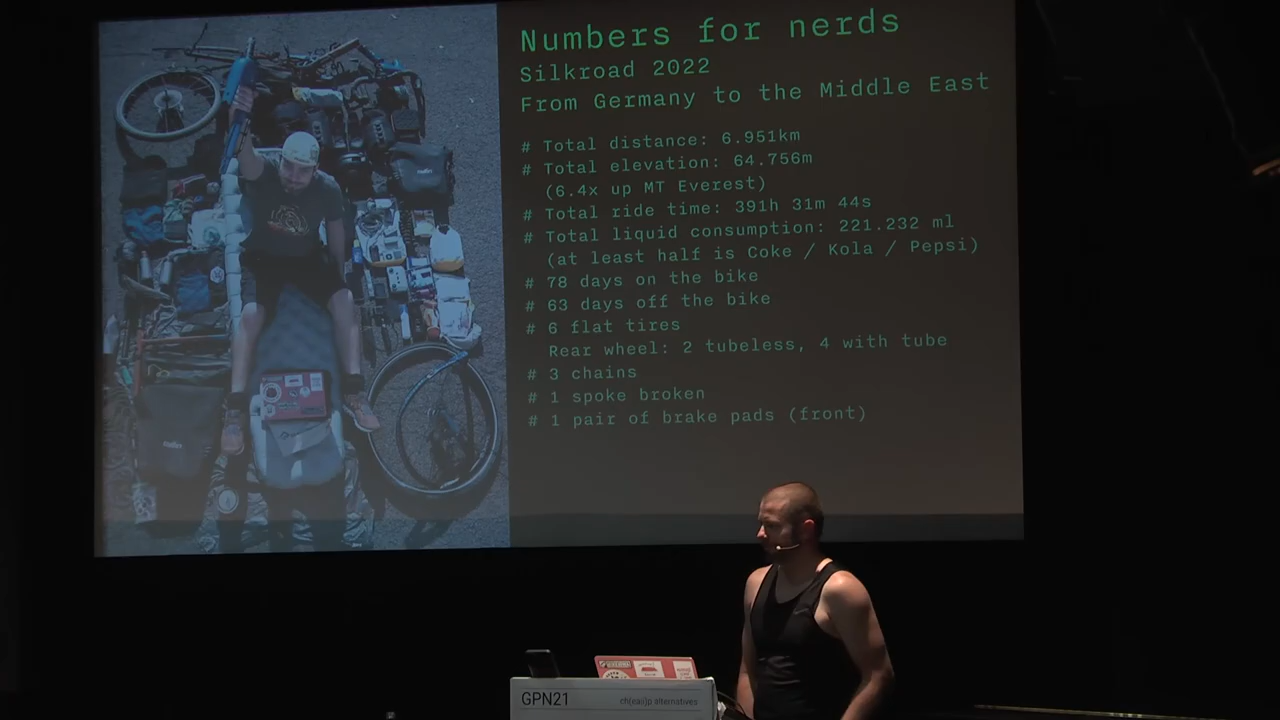 Numbers for nerds
Silkroad 2022
From Germany to the Middle East
# Total distance: 6.951km
# Total elevation: 64.756m
(6.4x up MT Everest)
# Total ride time: 391h 31m 44s
# Total liquid consumption: 221.232 ml
(at least half is Coke / Kola / Pepsi)
# 78 days on the bike
# 63 days off the bike
# 6 flat tires
Rear wheel: 2 tubeless, 4 with tube
# 3 chains
# 1 spoke broken
# 1 pair of brake pads (front)
GPN21
ch(eaii)p alternatives